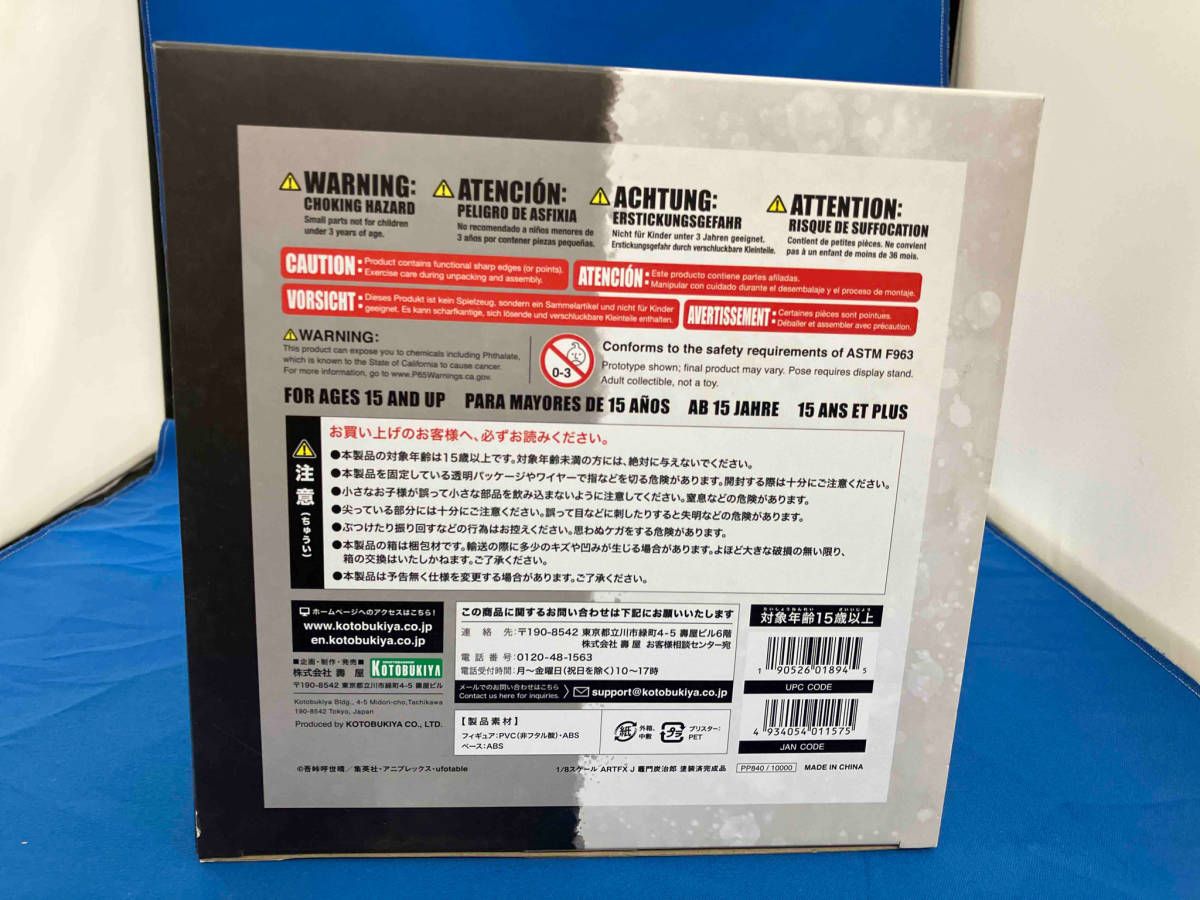 WARNING:
CHOKING HAZARD
Small parts not for children
under 3 years of age.
ATENCIÓN:
PELIGRO DE ASFIXIA
No recomendado a niños menores de
3 años por contener piezas pequeñas.
ACHTUNG:
ERSTICKUNGSGEFAHR
Nicht für Kinder unter 3 Jahren geeignet.
Erstickungsgefahr durch verschluckbare Kleinteile.
ATTENTION:
RISQUE DE SUFFOCATION
Contient de petites pièces. Ne convient
pas à un enfant de moins de 36 mois.
CAUTION: Product contains functional sharp edges (or points).
Exercise care during unpacking and assembly.
ATENCIÓN: Este producto contiene partes afiladas.
Manipular con cuidado durante el desembalaje y el proceso de montaje.
VORSICHT: Dieses Produkt ist kein Spielzeug, sondern ein Sammelartikel und nicht für Kinder
geeignet. Es kann scharfkantige, sich lösende und verschluckbare Kleinteile enthalten.
AVERTISSEMENT: Certaines pièces sont pointues.
Déballer et assembler avec précaution.
WARNING:
This product can expose you to chemicals including Phthalate,
which is known to the State of California to cause cancer.
For more information, go to www.P65Warnings.ca.gov.
0-3
Conforms to the safety requirements of ASTM F963
Prototype shown; final product may vary. Pose requires display stand.
Adult collectible, not a toy.
FOR AGES 15 AND UP PARA MAYORES DE 15 AÑOS AB 15 JAHRE 15 ANS ET PLUS
注意(ちゅうい)
お買い上げのお客様へ、必ずお読みください。
●本製品の対象年齢は15歳以上です。対象年齢未満の方には、絶対に与えないでください。
●本製品を固定している透明パッケージやワイヤーで指などを切る危険があります。開封する際は十分にご注意ください。
●小さなお子様が誤って小さな部品を飲み込まないように注意してください。窒息などの危険があります。
●尖っている部分には十分にご注意ください。誤って目などに刺したりすると失明などの危険があります。
●ぶつけたり振り回すなどの行為はお控えください。思わぬケガをする危険があります。
●本製品の箱は梱包材です。輸送の際に多少のキズや凹みが生じる場合があります。よほど大きな破損の無い限り、
箱の交換はいたしかねます。ご了承ください。
●本製品は予告無く仕様を変更する場合があります。ご了承ください。
ホームページへのアクセスはこちら!
www.kotobukiya.co.jp
en.kotobukiya.co.jp
■企画・制作・発売■
株式会社 壽 屋 KOTOBUKIYA
〒190-8542 東京都立川市緑町4-5 壽屋ビル
Kotobukiya Bldg., 4-5 Midori-cho,Tachikawa
190-8542 Tokyo, Japan
Produced by KOTOBUKIYA CO., LTD.
この商品に関するお問い合わせは下記にお願いいたします
連 絡 先:〒190-8542 東京都立川市緑町4-5 壽屋ビル6階
株式会社 壽 屋 お客様相談センター宛
電 話 番 号:0120-48-1563
電話受付時間:月~金曜日(祝日を除く)10~17時
メールでのお問い合わせはこちら
Contact us here for inquiries.
support@kotobukiya.co.jp
【製品素材】
フィギュア:PVC(非フタル酸)・ABS
ベース:ABS
紙 外箱、
中敷
プラ ブリスター:
PET
たいしょうねんれい さいいじょう
対象年齢15歳以上
1 90526 01894 5
UPC CODE
4 934054 011575
JAN CODE
©吾峠呼世晴/集英社・アニプレックス・ufotable
1/8スケール ARTFX J 竈門炭治郎 塗装済完成品
PP840/10000
MADE IN CHINA